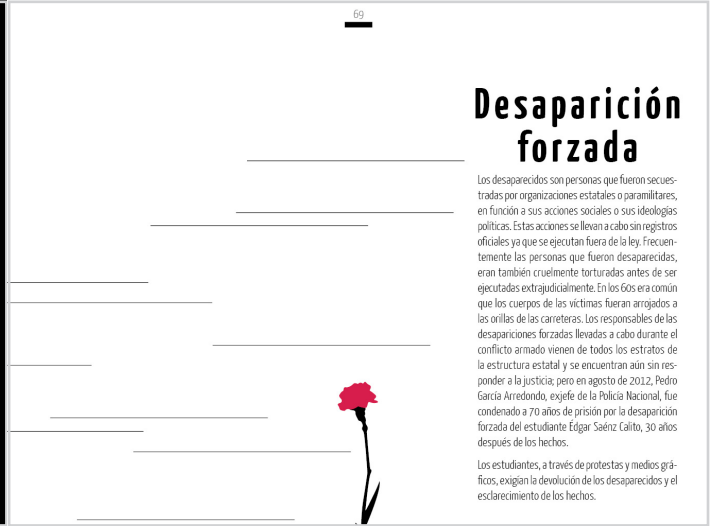 69
Desaparición
forzada
Los desaparecidos son personas que fueron secues-
tradas por organizaciones estatales o paramilitares,
en función a sus acciones sociales o sus ideologías
políticas. Estas acciones se llevan a cabo sin registros
oficiales ya que se ejecutan fuera de la ley. Frecuen-
temente las personas que fueron desaparecidas,
eran también cruelmente torturadas antes de ser
ejecutadas extrajudicialmente. En los 60s era común
que los cuerpos de las víctimas fueran arrojados a
las orillas de las carreteras. Los responsables de las
desapariciones forzadas llevadas a cabo durante el
conflicto armado vienen de todos los estratos de
la estructura estatal y se encuentran aún sin res-
ponder a la justicia; pero en agosto de 2012, Pedro
García Arredondo, exjefe de la Policía Nacional, fue
condenado a 70 años de prisión por la desaparición
forzada del estudiante Édgar Saénz Calito, 30 años
después de los hechos.
Los estudiantes, a través de protestas y medios grá-
ficos, exigían la devolución de los desaparecidos y el
esclarecimiento de los hechos.